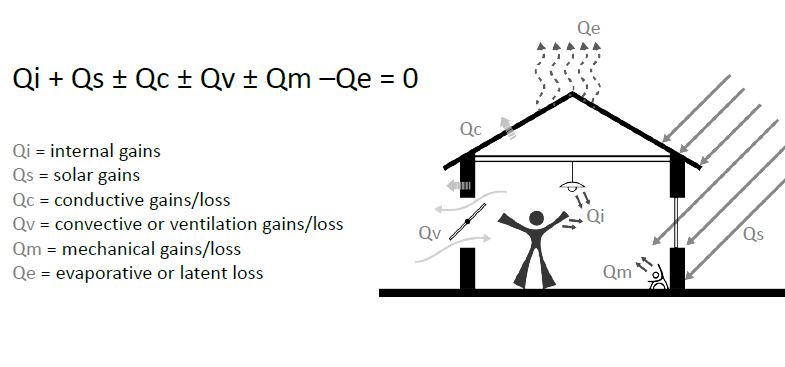 Qi + Qs ± Qc ± Qv ± Qm –Qe = 0
Qi = internal gains
Qs = solar gains
Qc = conductive gains/loss
Qv = convective or ventilation gains/loss
Qm = mechanical gains/loss
Qe = evaporative or latent loss
Qe
Qc
Qi
Qv
Qs
Qm